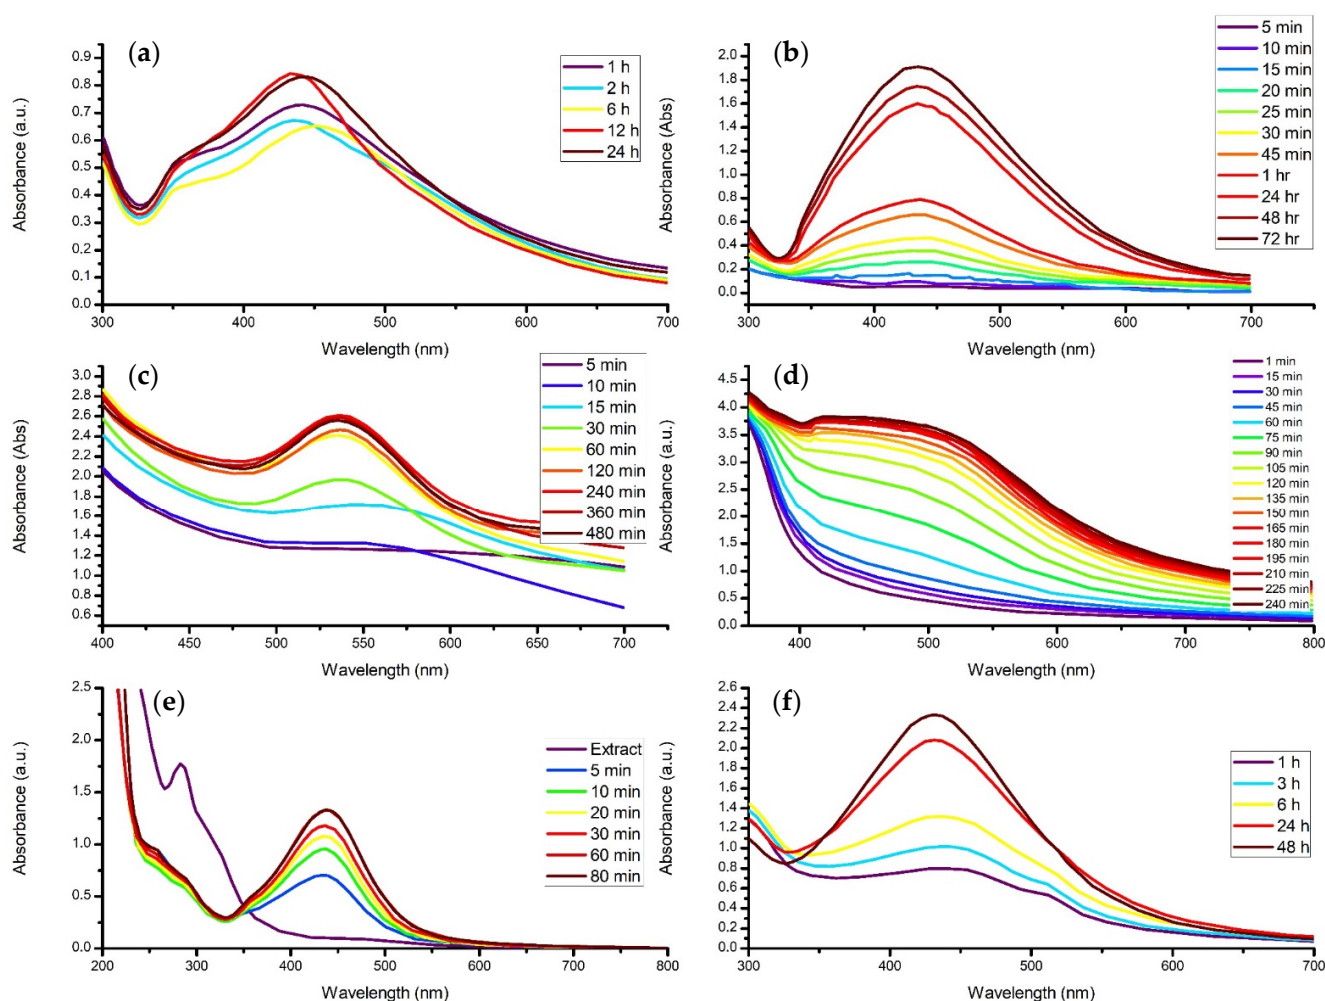 (a)
Absorbance (a.u.)
0.9
0.8
0.7
0.6
0.5
0.4
0.3
0.2
0.1
0.0
300 400 500 600 700
Wavelength (nm)
1 h
2 h
6 h
12 h
24 h
(b)
Absorbance (Abs)
2.0
1.8
1.6
1.4
1.2
1.0
0.8
0.6
0.4
0.2
0.0
300 400 500 600 700
Wavelength (nm)
5 min
10 min
15 min
20 min
25 min
30 min
45 min
1 hr
24 hr
48 hr
72 hr
(c)
Absorbance (Abs)
3.0
2.8
2.6
2.4
2.2
2.0
1.8
1.6
1.4
1.2
1.0
0.8
0.6
400 450 500 550 600 650 700
Wavelength (nm)
5 min
10 min
15 min
30 min
60 min
120 min
240 min
360 min
480 min
(d)
Absorbance (a.u.)
4.5
4.0
3.5
3.0
2.5
2.0
1.5
1.0
0.5
0.0
400 500 600 700 800
Wavelength (nm)
1 min
15 min
30 min
45 min
60 min
75 min
90 min
105 min
120 min
135 min
150 min
165 min
180 min
195 min
210 min
225 min
240 min
(e)
Absorbance (a.u.)
2.5
2.0
1.5
1.0
0.5
0.0
200 300 400 500 600 700 800
Wavelength (nm)
Extract
5 min
10 min
20 min
30 min
60 min
80 min
(f)
Absorbance (a.u.)
2.6
2.4
2.2
2.0
1.8
1.6
1.4
1.2
1.0
0.8
0.6
0.4
0.2
0.0
300 400 500 600 700
Wavelength (nm)
1 h
3 h
6 h
24 h
48 h